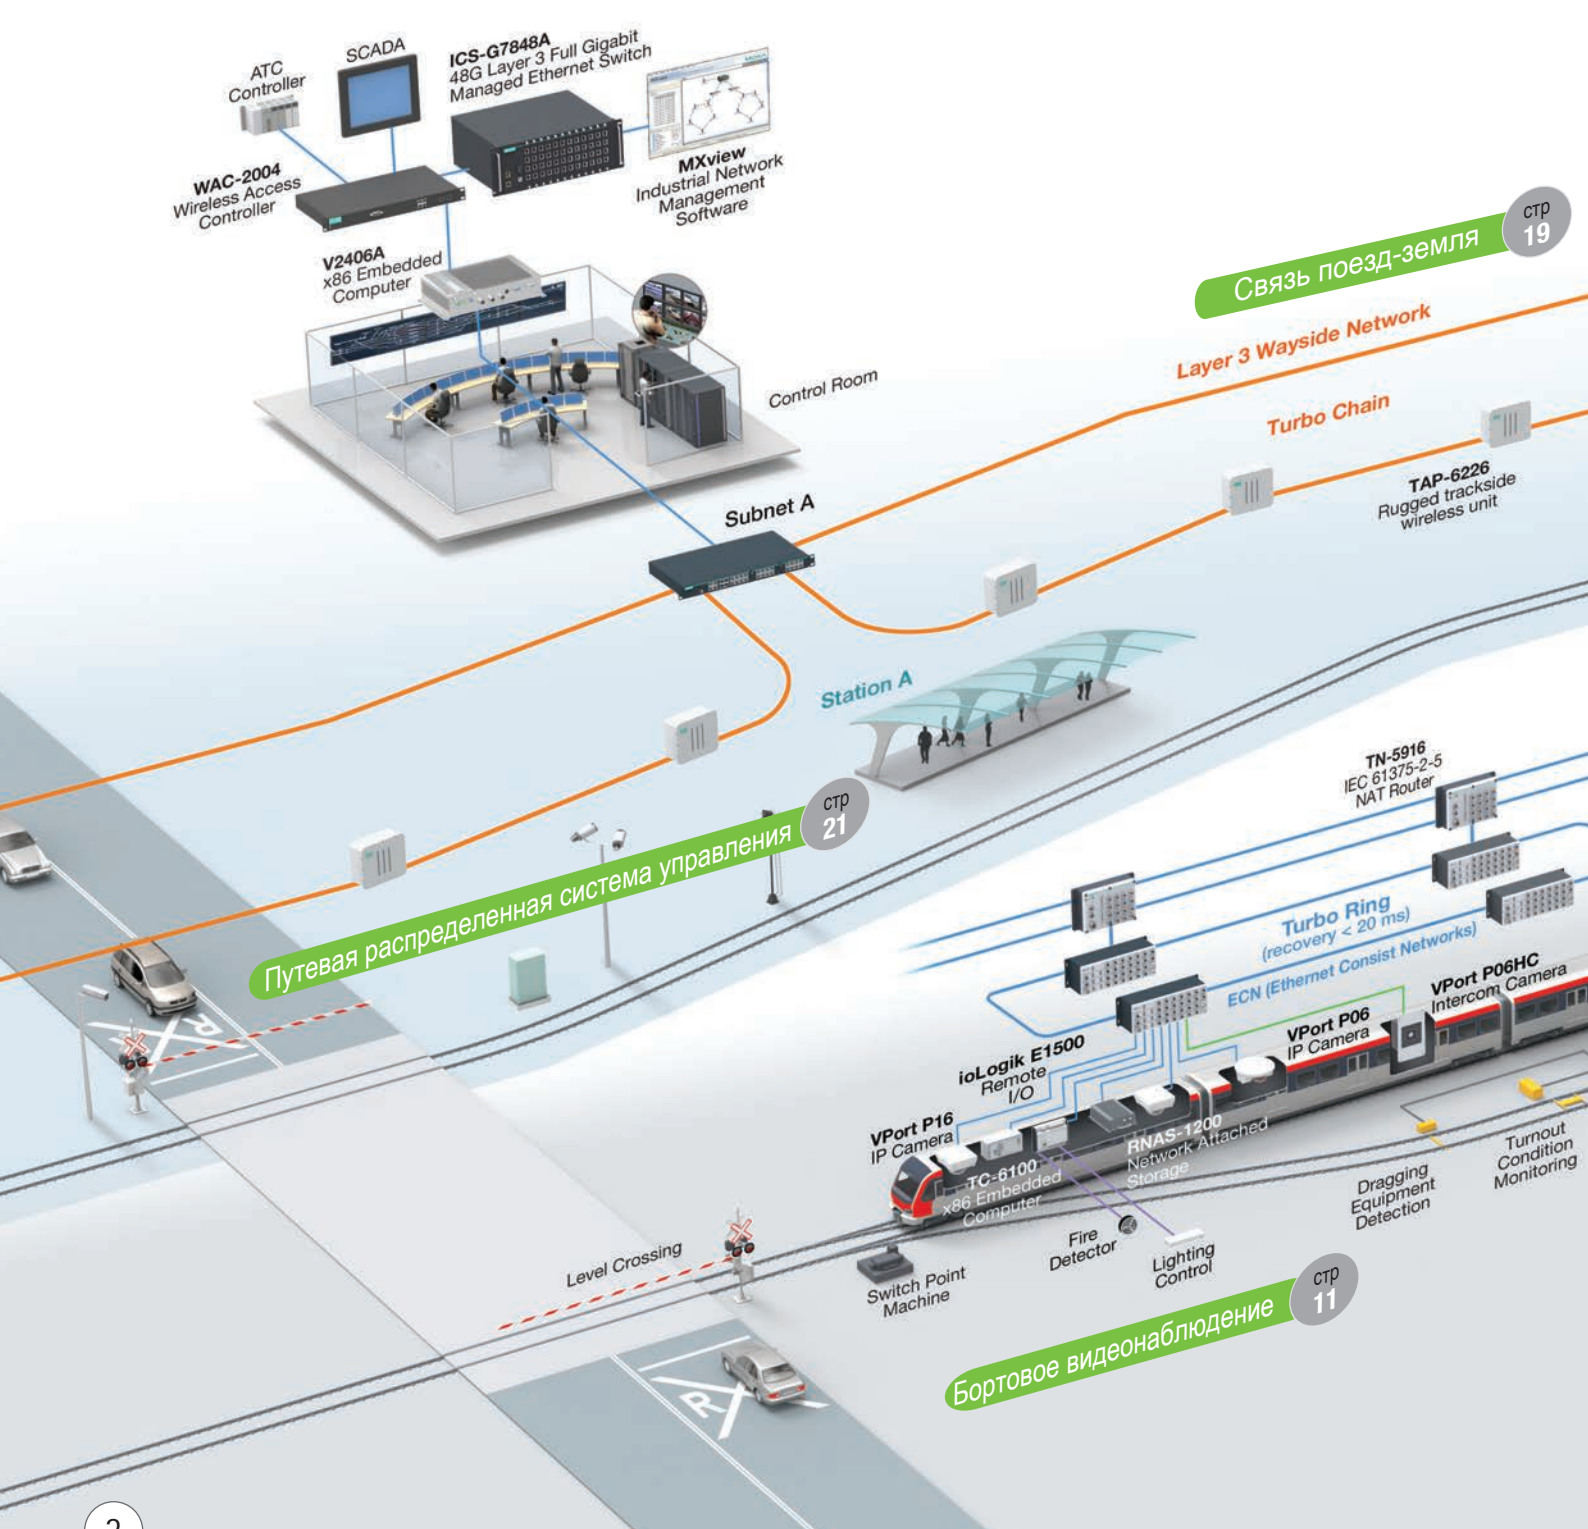 SCADA
ATC
Controller
ICS-G7848A
48G Layer 3 Full Gigabit
Managed Ethernet Switch
WAC-2004
Wireless Access
Controller
MXview
Industrial Network
Management
Software
V2406A
x86 Embedded
Computer
Control Room
Связь поезд-земля
стр
19
Layer 3 Wayside Network
Turbo Chain
TAP-6226
Rugged trackside
wireless unit
Subnet A
Station A
TN-5916
IEC 61375-2-5
NAT Router
Путевая распределенная система управления
стр
21
Turbo Ring
(recovery < 20 ms)
ECN (Ethernet Consist Networks)
VPort P06HC
Intercom Camera
VPort P06
IP Camera
ioLogik E1500
Remote
I/O
VPort P16
IP Camera
TC-6100
x86 Embedded
Computer
RNAS-1200
Network Attached
Storage
Turnout
Condition
Monitoring
Dragging
Equipment
Detection
Fire
Detector
Lighting
Control
Switch Point
Machine
Level Crossing
R
Бортовое видеонаблюдение
стр
11
R
2